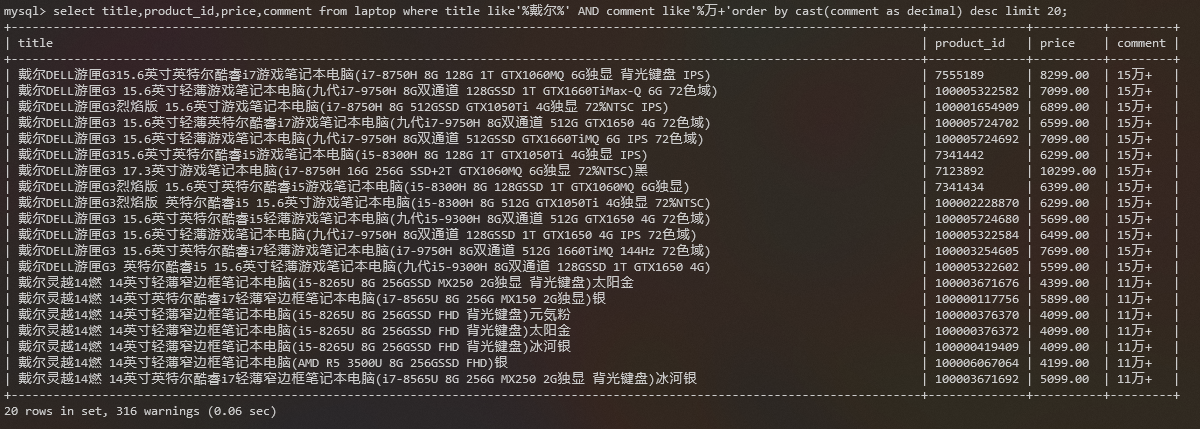 mysql> select title,product_id,price,comment from laptop where title like'%戴尔%' AND comment like'%万+'order by cast(comment as decimal) desc limit 20;
| title | product_id | price | comment |
| 戴尔DELL游匣G315.6英寸英特尔酷睿i7游戏笔记本电脑(i7-8750H 8G 128G 1T GTX1060MQ 6G独显 背光键盘 IPS) | 7555189 | 8299.00 | 15万+ |
| 戴尔DELL游匣G3 15.6英寸轻薄游戏笔记本电脑(九代i7-9750H 8G双通道 128GSSD 1T GTX1660TiMax-Q 6G 72色域) | 100005322582 | 7099.00 | 15万+ |
| 戴尔DELL游匣G3烈焰版 15.6英寸游戏笔记本电脑(i7-8750H 8G 512GSSD GTX1050Ti 4G独显 72%NTSC IPS) | 100001654909 | 6899.00 | 15万+ |
| 戴尔DELL游匣G3 15.6英寸轻薄英特尔酷睿i7游戏笔记本电脑(九代i7-9750H 8G双通道 512G GTX1650 4G 72色域) | 100005724702 | 6599.00 | 15万+ |
| 戴尔DELL游匣G3 15.6英寸轻薄游戏笔记本电脑(九代i7-9750H 8G双通道 512GSSD GTX1660TiMQ 6G IPS 72色域) | 100005724692 | 7099.00 | 15万+ |
| 戴尔DELL游匣G315.6英寸英特尔酷睿i5游戏笔记本电脑(i5-8300H 8G 128G 1T GTX1050Ti 4G独显 IPS) | 7341442 | 6299.00 | 15万+ |
| 戴尔DELL游匣G3 17.3英寸游戏笔记本电脑(i7-8750H 16G 256G SSD+2T GTX1060MQ 6G独显 72%NTSC)黑 | 7123892 | 10299.00 | 15万+ |
| 戴尔DELL游匣G3烈焰版 15.6英寸英特尔酷睿i5游戏笔记本电脑(i5-8300H 8G 128GSSD 1T GTX1060MQ 6G独显) | 7341434 | 6399.00 | 15万+ |
| 戴尔DELL游匣G3烈焰版 英特尔酷睿i5 15.6英寸游戏笔记本电脑(i5-8300H 8G 512G GTX1050Ti 4G独显 72%NTSC) | 100002228870 | 6299.00 | 15万+ |
| 戴尔DELL游匣G3 15.6英寸英特尔酷睿i5轻薄游戏笔记本电脑(九代i5-9300H 8G双通道 512G GTX1650 4G 72色域) | 100005724680 | 5699.00 | 15万+ |
| 戴尔DELL游匣G3 15.6英寸轻薄游戏笔记本电脑(九代i7-9750H 8G双通道 128GSSD 1T GTX1650 4G IPS 72色域) | 100005322584 | 6499.00 | 15万+ |
| 戴尔DELL游匣G3 15.6英寸英特尔酷睿i7轻薄游戏笔记本电脑(i7-9750H 8G双通道 512G 1660TiMQ 144Hz 72色域) | 100003254605 | 7699.00 | 15万+ |
| 戴尔DELL游匣G3 英特尔酷睿i5 15.6英寸轻薄游戏笔记本电脑(九代i5-9300H 8G双通道 128GSSD 1T GTX1650 4G) | 100005322602 | 5599.00 | 15万+ |
| 戴尔灵越14燃 14英寸轻薄窄边框笔记本电脑(i5-8265U 8G 256GSSD MX250 2G独显 背光键盘)太阳金 | 100003671676 | 4399.00 | 11万+ |
| 戴尔灵越14燃 14英寸英特尔酷睿i7轻薄窄边框笔记本电脑(i7-8565U 8G 256G MX150 2G独显)银 | 100000117756 | 5899.00 | 11万+ |
| 戴尔灵越14燃 14英寸轻薄窄边框笔记本电脑(i5-8265U 8G 256GSSD FHD 背光键盘)元気粉 | 100000376370 | 4099.00 | 11万+ |
| 戴尔灵越14燃 14英寸轻薄窄边框笔记本电脑(i5-8265U 8G 256GSSD FHD 背光键盘)太阳金 | 100000376372 | 4099.00 | 11万+ |
| 戴尔灵越14燃 14英寸轻薄窄边框笔记本电脑(i5-8265U 8G 256GSSD FHD 背光键盘)冰河银 | 100000419409 | 4099.00 | 11万+ |
| 戴尔灵越14燃 14英寸轻薄窄边框笔记本电脑(AMD R5 3500U 8G 256GSSD FHD)银 | 100006067064 | 4199.00 | 11万+ |
| 戴尔灵越14燃 14英寸英特尔酷睿i7轻薄窄边框笔记本电脑(i7-8565U 8G 256G MX250 2G独显 背光键盘)冰河银 | 100003671692 | 5099.00 | 11万+ |
20 rows in set, 316 warnings (0.06 sec)